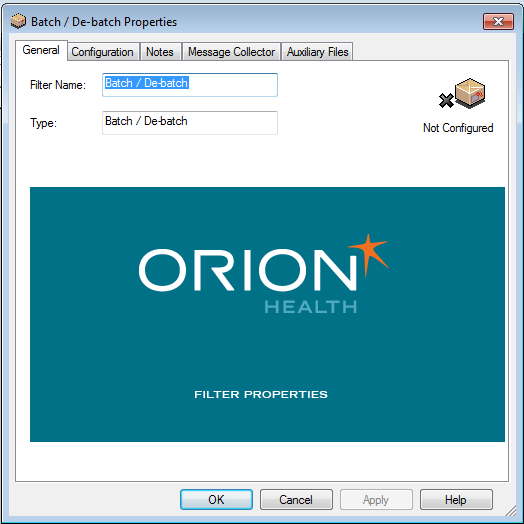 Batch / De-batch Properties
General Configuration Notes Message Collector Auxiliary Files
Filter Name: Batch / De-batch
Type: Batch / De-batch
Not Configured
ORION
HEALTH
FILTER PROPERTIES
OK Cancel Apply Help